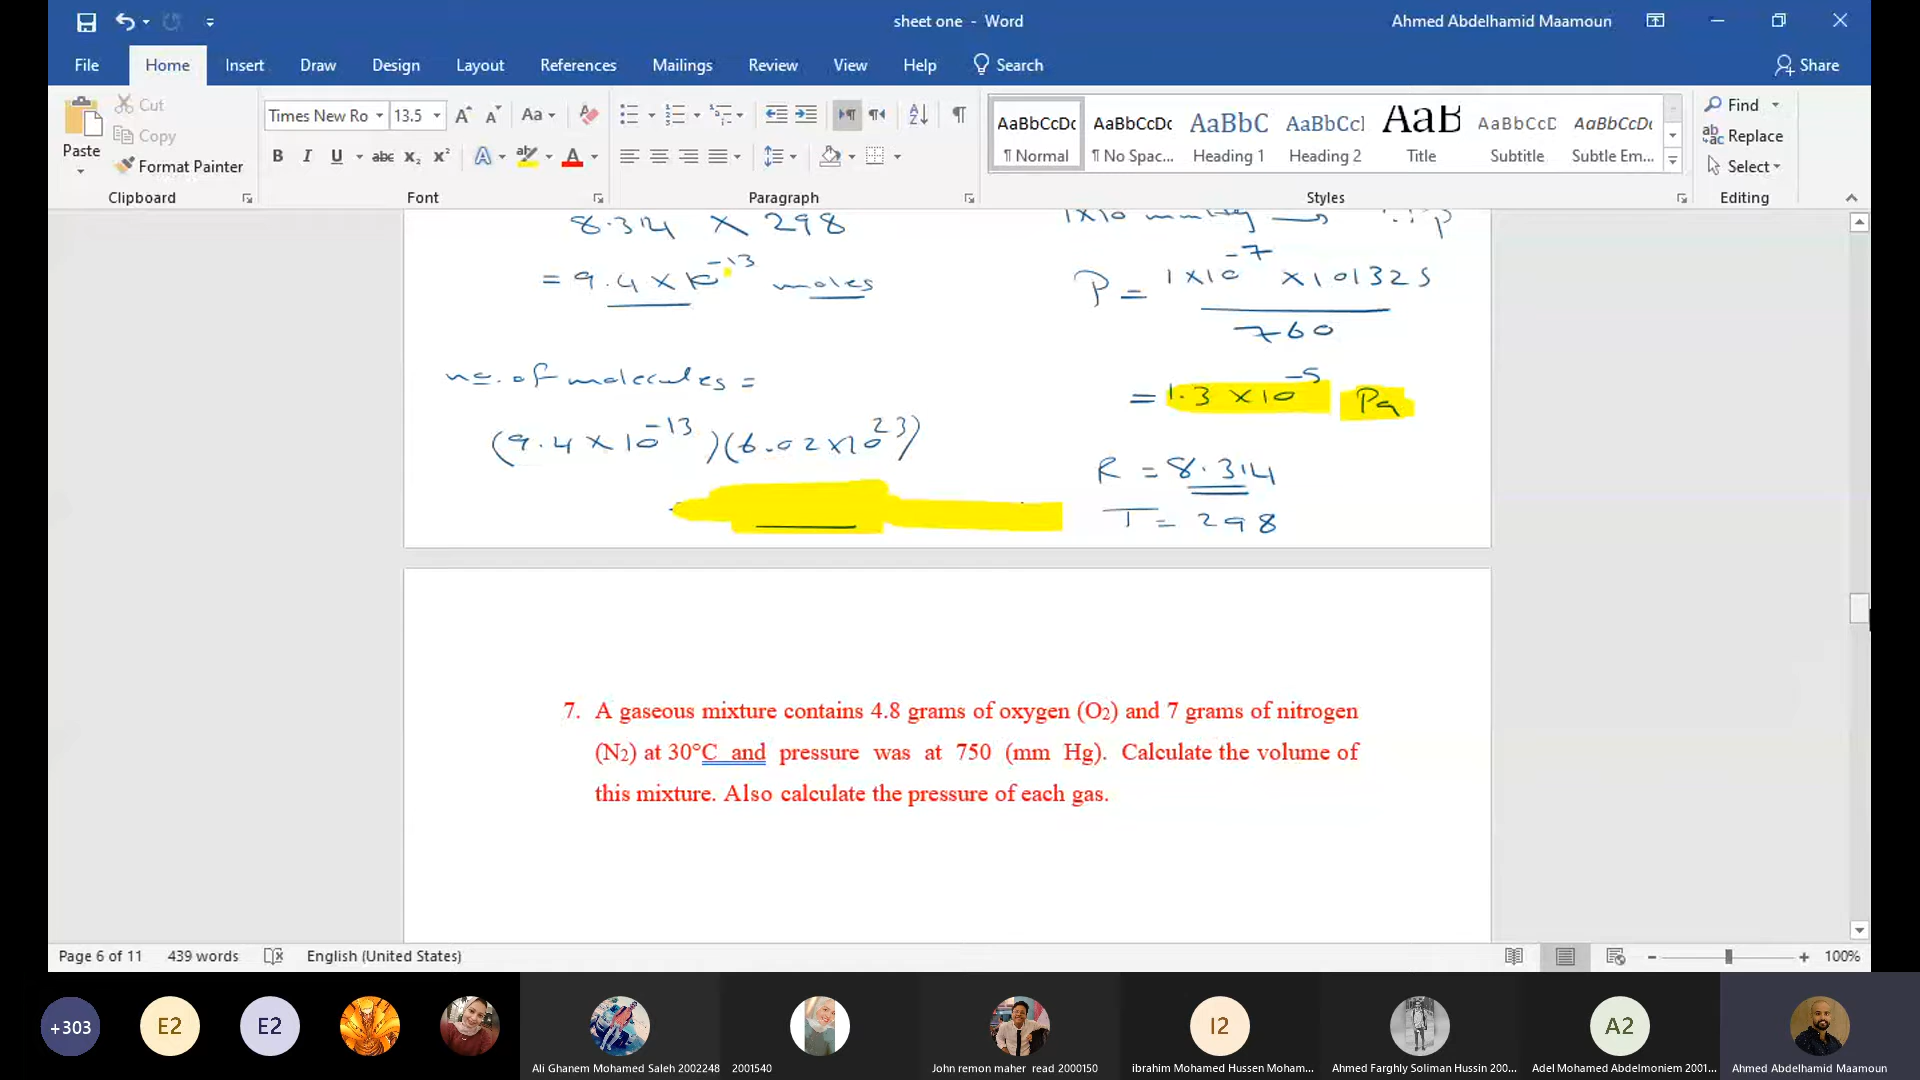 sheet one - Word
Ahmed Abdelhamid Maamoun
File Home Insert Draw Design Layout References Mailings Review View Help Search Share
Paste
Cut
Copy
Format Painter
Clipboard
Times New Ro 13.5
Font
Paragraph
AaBbCcDc AaBbCcDc AaBbC AaBbCcI AaB AaBbCcD AaBbCcDc
¶ Normal ¶ No Spac... Heading 1 Heading 2 Title Subtitle Subtle Em...
Styles
Find
Replace
Select
Editing
8.314 × 298
= 9.4 × 10⁻¹³ moles
no. of molecules =
(9.4 × 10⁻¹³)(6.02 × 10²³)
1×10 mmHg → P
P = 1×10⁻⁷ × 101325
760
= 1.3 × 10⁻⁵ Pa
R = 8.314
T = 298
7. A gaseous mixture contains 4.8 grams of oxygen (O2) and 7 grams of nitrogen
(N2) at 30°C and pressure was at 750 (mm Hg). Calculate the volume of
this mixture. Also calculate the pressure of each gas.
Page 6 of 11 439 words English (United States) 100%
+303 E2 E2 I2 A2
Ali Ghanem Mohamed Saleh 2002248 2001540 John remon maher read 2000150 ibrahim Mohamed Hussen Moham... Ahmed Farghly Soliman Hussin 200... Adel Mohamed Abdelmoniem 2001... Ahmed Abdelhamid Maamoun